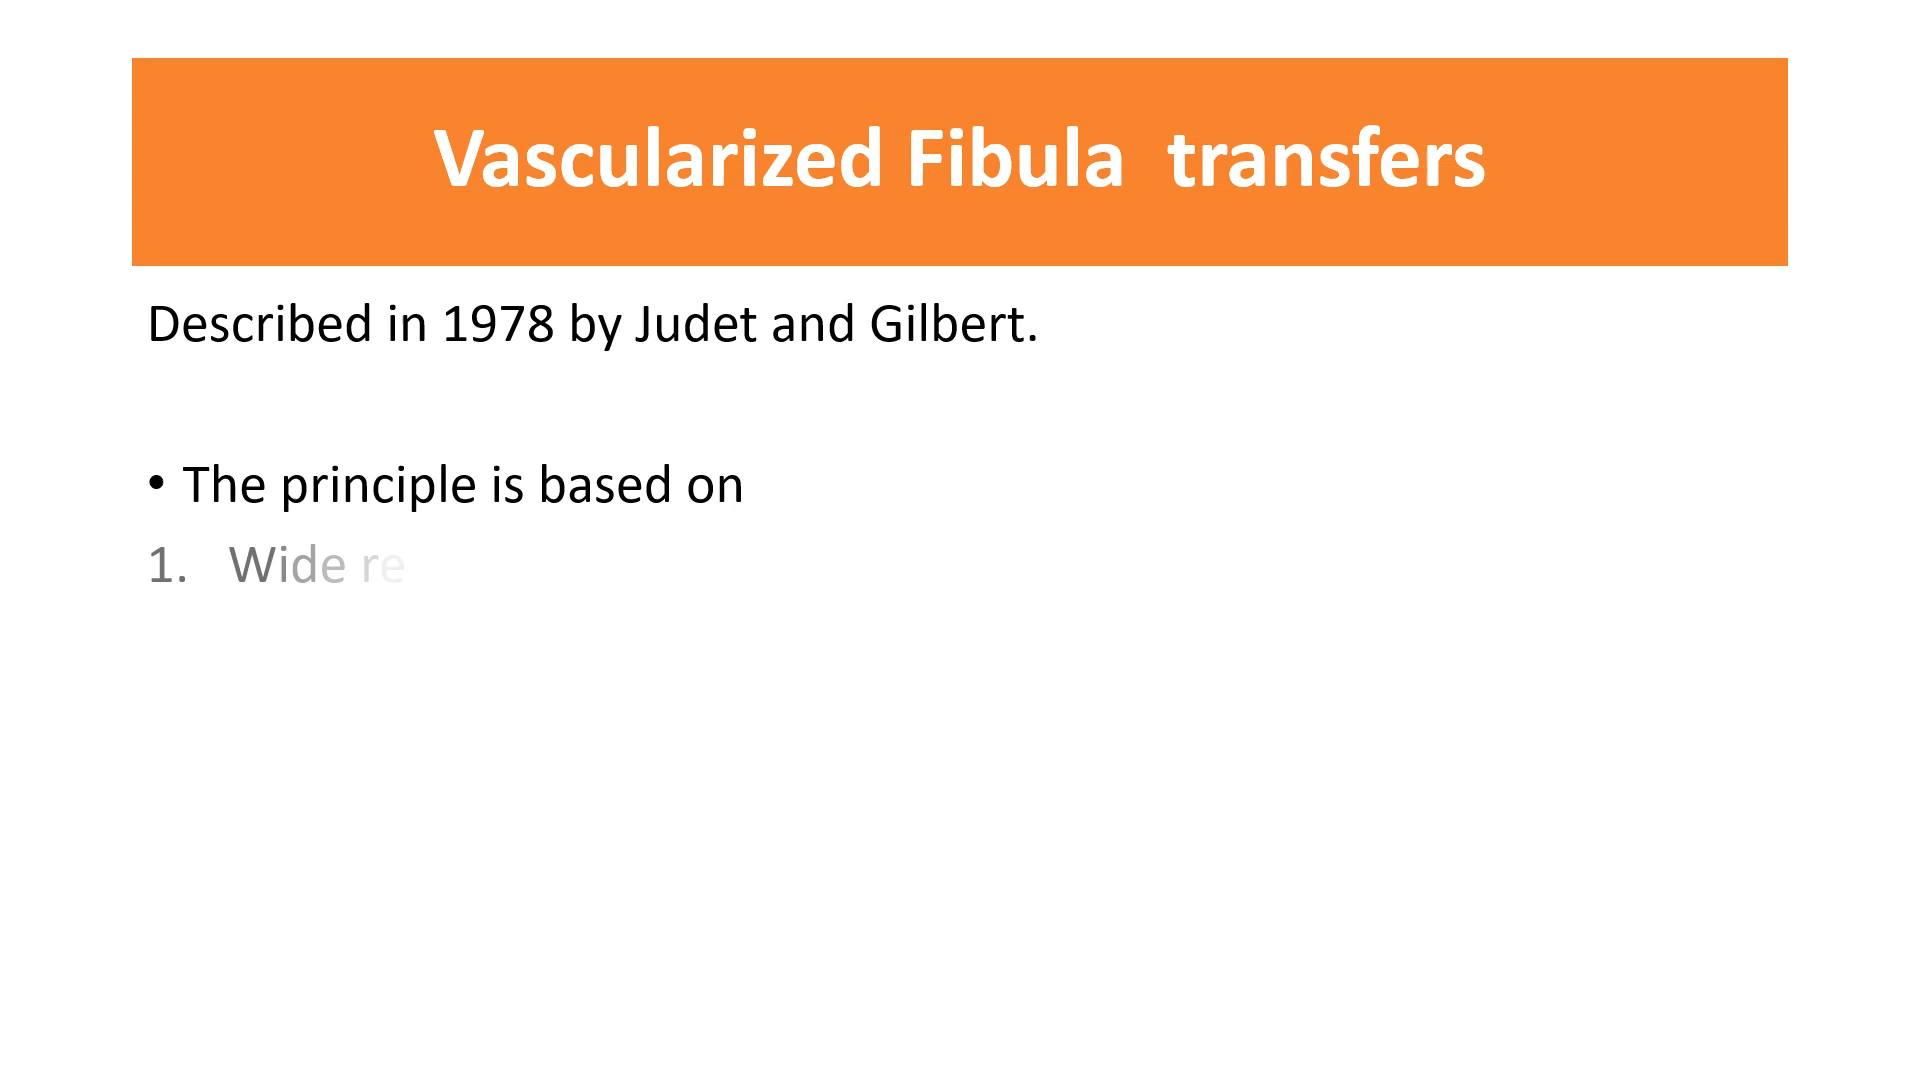 Vascularized Fibula  transfers
Described in 1978 by Judet and Gilbert.
• The principle is based on
1. Wide re